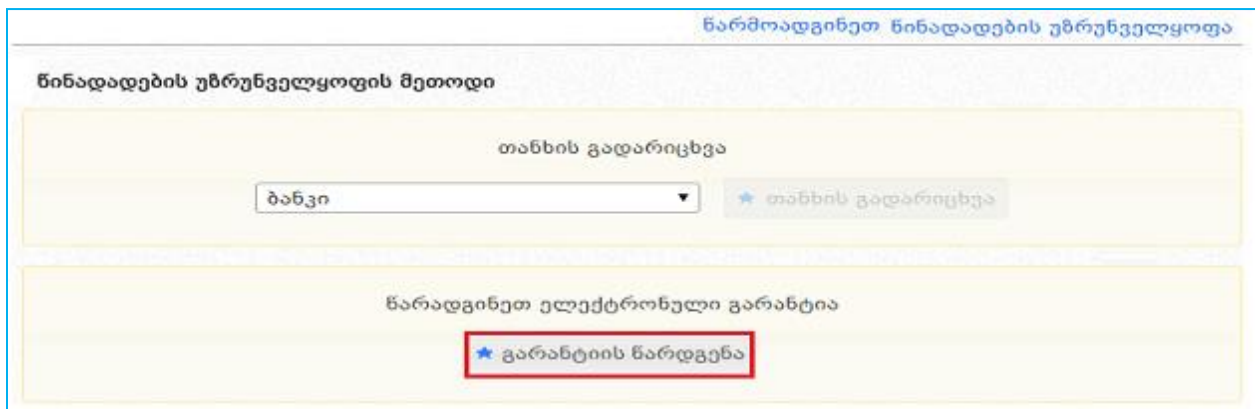 წარმოადგინეთ წინადადების უზრუნველყოფა
წინადადების უზრუნველყოფის მეთოდი
თანხის გადარიცხვა
ბანკი
თანხის გადარიცხვა
წარადგინეთ ელექტრონული გარანტია
გარანტიის წარდგენა